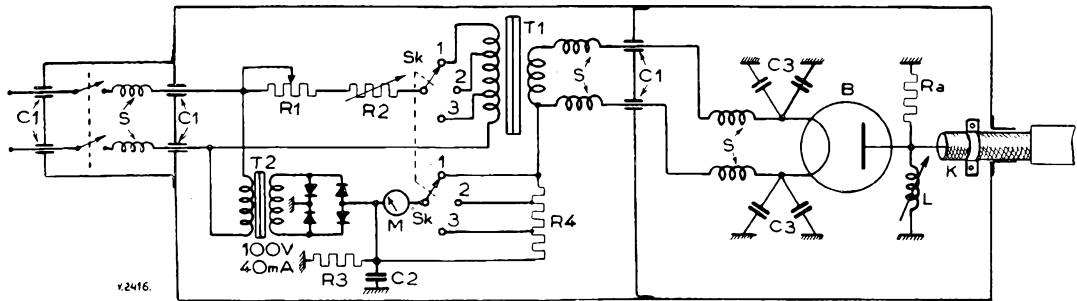 T1
1
Sk
2
3
R1
R2
C1
S
C1
S
C1
C3
B
Ra
S
K
L
C3
T2
100V
40mA
1
2
3
Sk
M
R4
R3
C2
Y.2416.